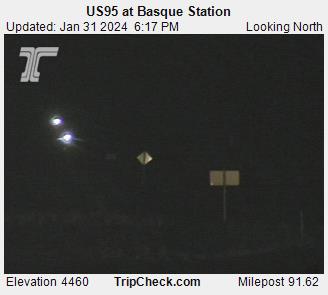 US95 at Basque Station
Updated: Jan 31 2024 6:17 PM Looking North
Elevation 4460 TripCheck.com Milepost 91.62